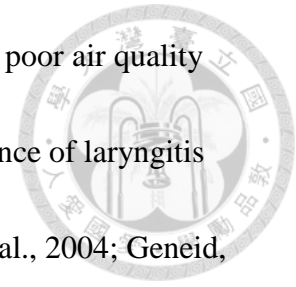 poor air quality
nce of laryngitis
al., 2004; Geneid,